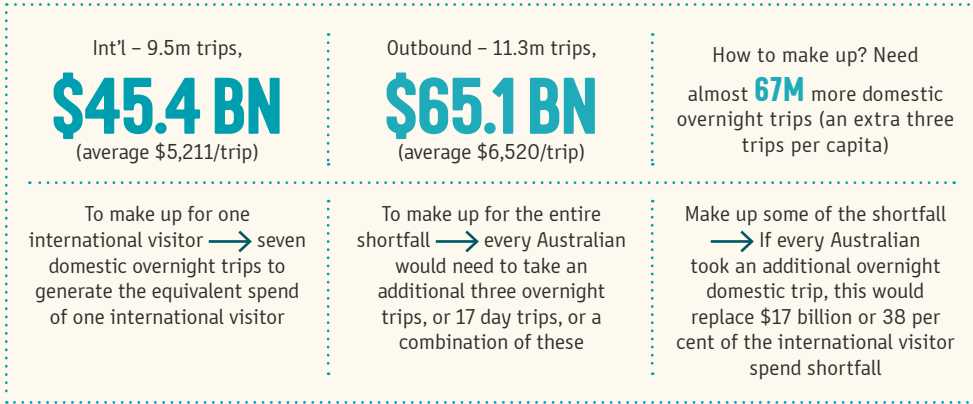 Int'l – 9.5m trips,
$45.4 BN
(average $5,211/trip)
Outbound – 11.3m trips,
$65.1 BN
(average $6,520/trip)
How to make up? Need
almost 67M more domestic
overnight trips (an extra three
trips per capita)
To make up for one
international visitor → seven
domestic overnight trips to
generate the equivalent spend
of one international visitor
To make up for the entire
shortfall → every Australian
would need to take an
additional three overnight
trips, or 17 day trips, or a
combination of these
Make up some of the shortfall
→ If every Australian
took an additional overnight
domestic trip, this would
replace $17 billion or 38 per
cent of the international visitor
spend shortfall